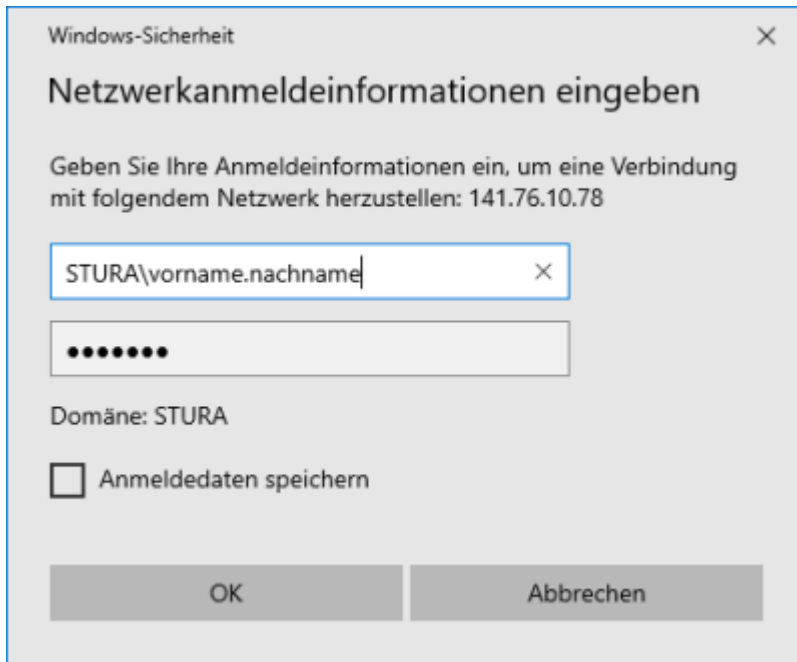 Windows-Sicherheit
Netzwerkanmeldeinformationen eingeben
Geben Sie Ihre Anmeldeinformationen ein, um eine Verbindung
mit folgendem Netzwerk herzustellen: 141.76.10.78
STURA\vorname.nachname
•••••••
Domäne: STURA
Anmeldedaten speichern
OK
Abbrechen